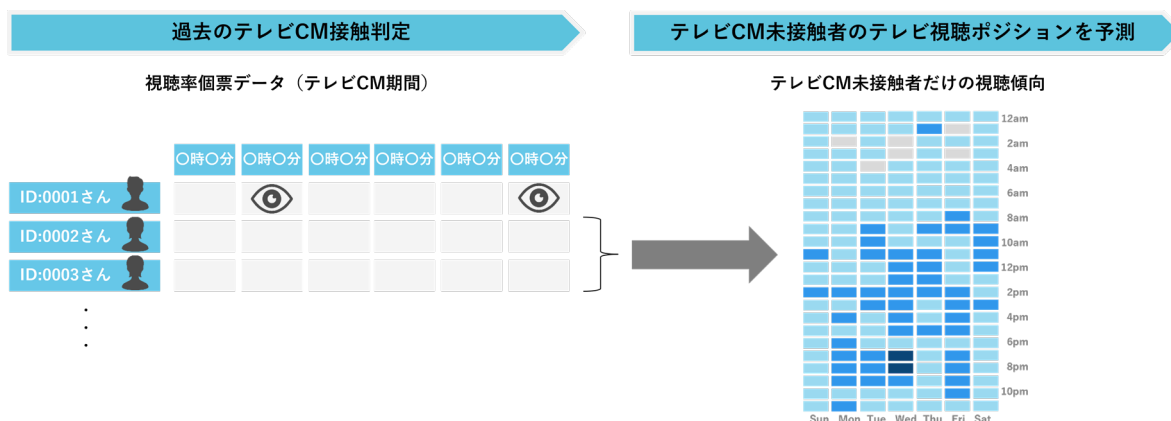 過去のテレビCM接触判定
テレビCM未接触者のテレビ視聴ポジションを予測
視聴率個票データ（テレビCM期間）
テレビCM未接触者だけの視聴傾向
〇時〇分 〇時〇分 〇時〇分 〇時〇分 〇時〇分 〇時〇分
ID:0001さん
ID:0002さん
ID:0003さん
・
・
・
12am
2am
4am
6am
8am
10am
12pm
2pm
4pm
6pm
8pm
10pm
Sun Mon Tue Wed Thu Fri Sat